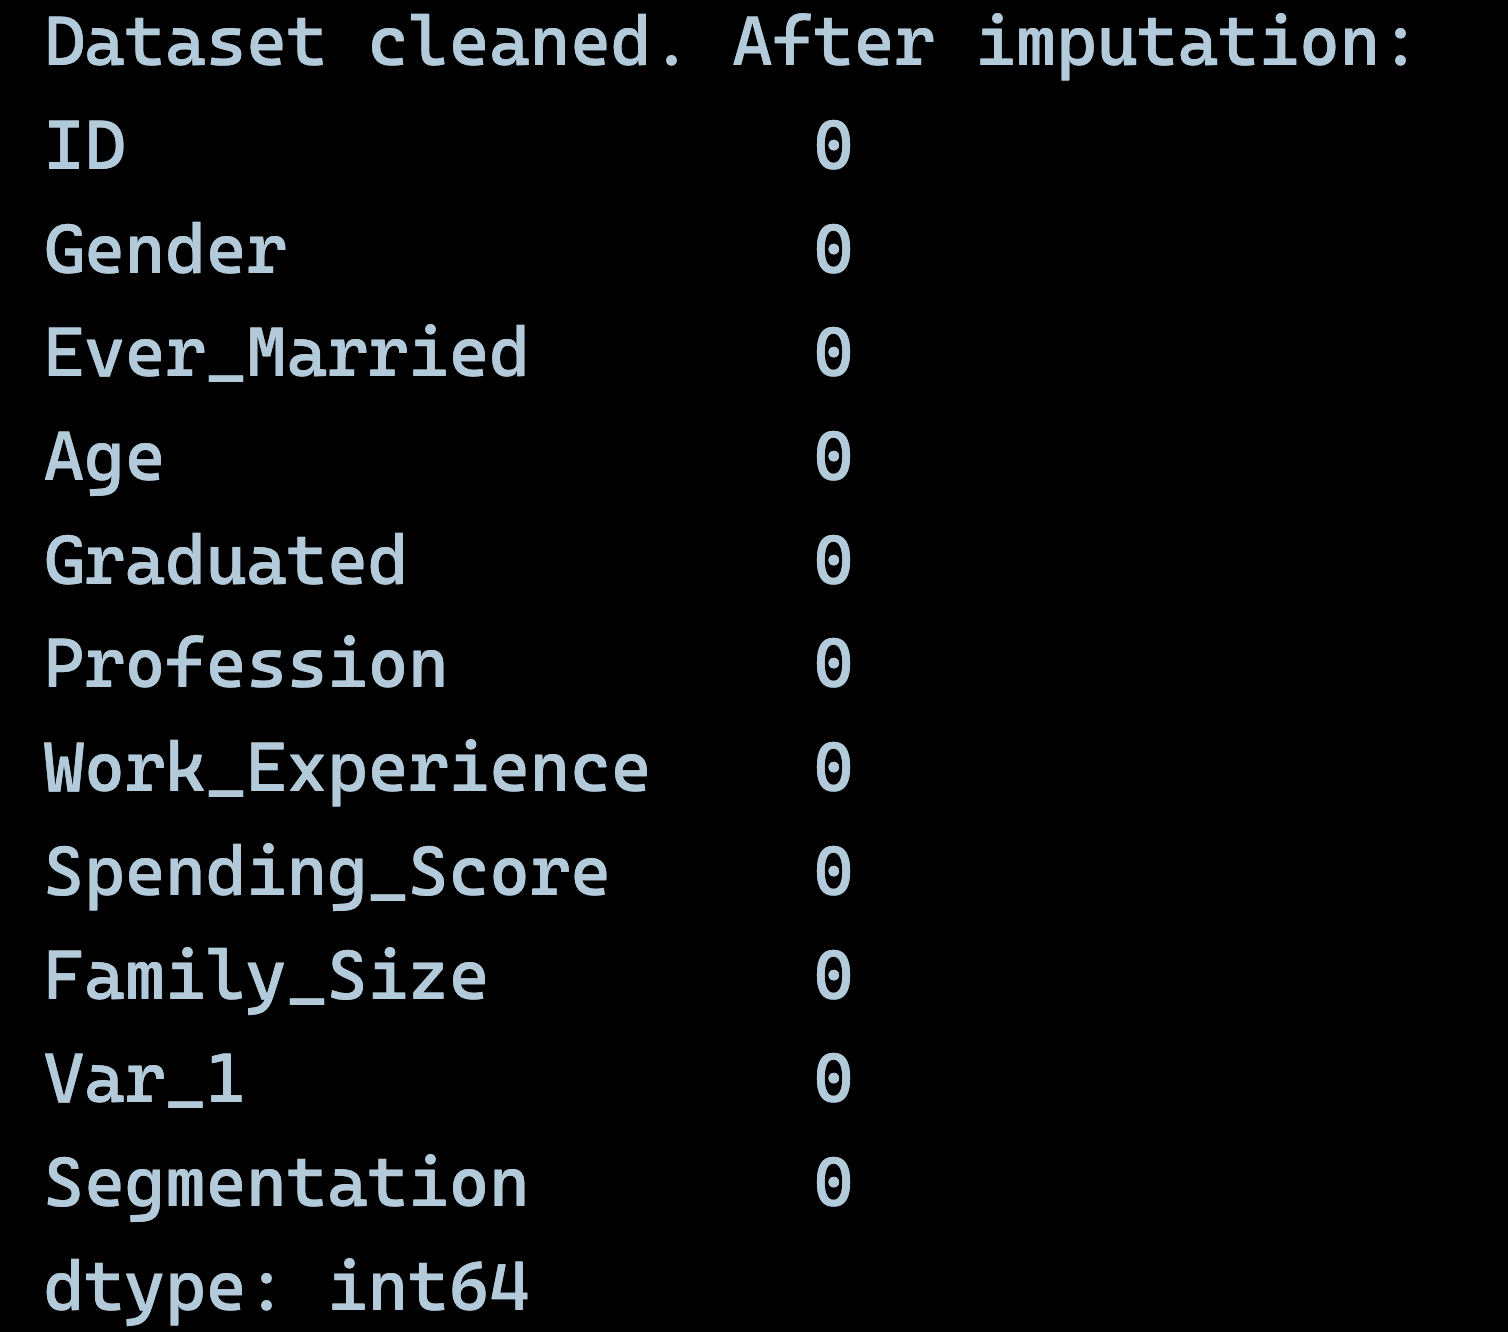 Dataset cleaned. After imputation:
ID 0
Gender 0
Ever_Married 0
Age 0
Graduated 0
Profession 0
Work_Experience 0
Spending_Score 0
Family_Size 0
Var_1 0
Segmentation 0
dtype: int64